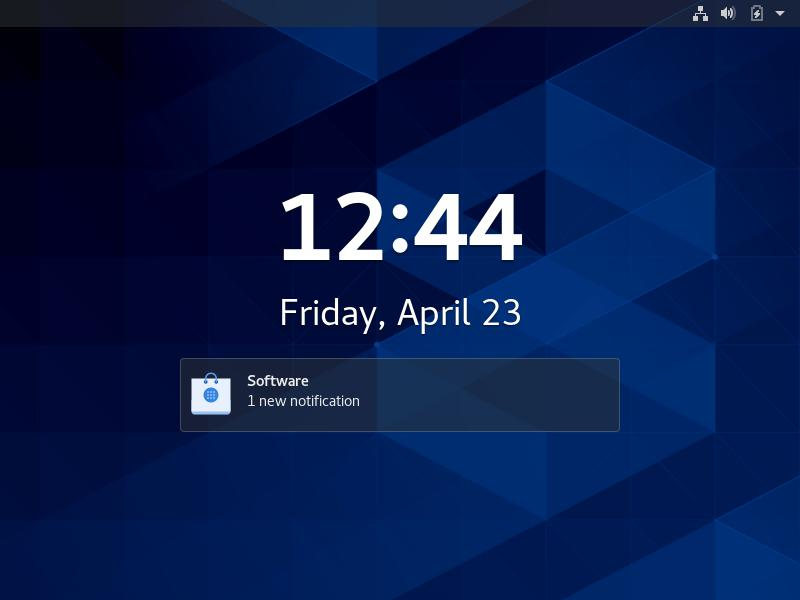 12:44
Friday, April 23
Software
1 new notification